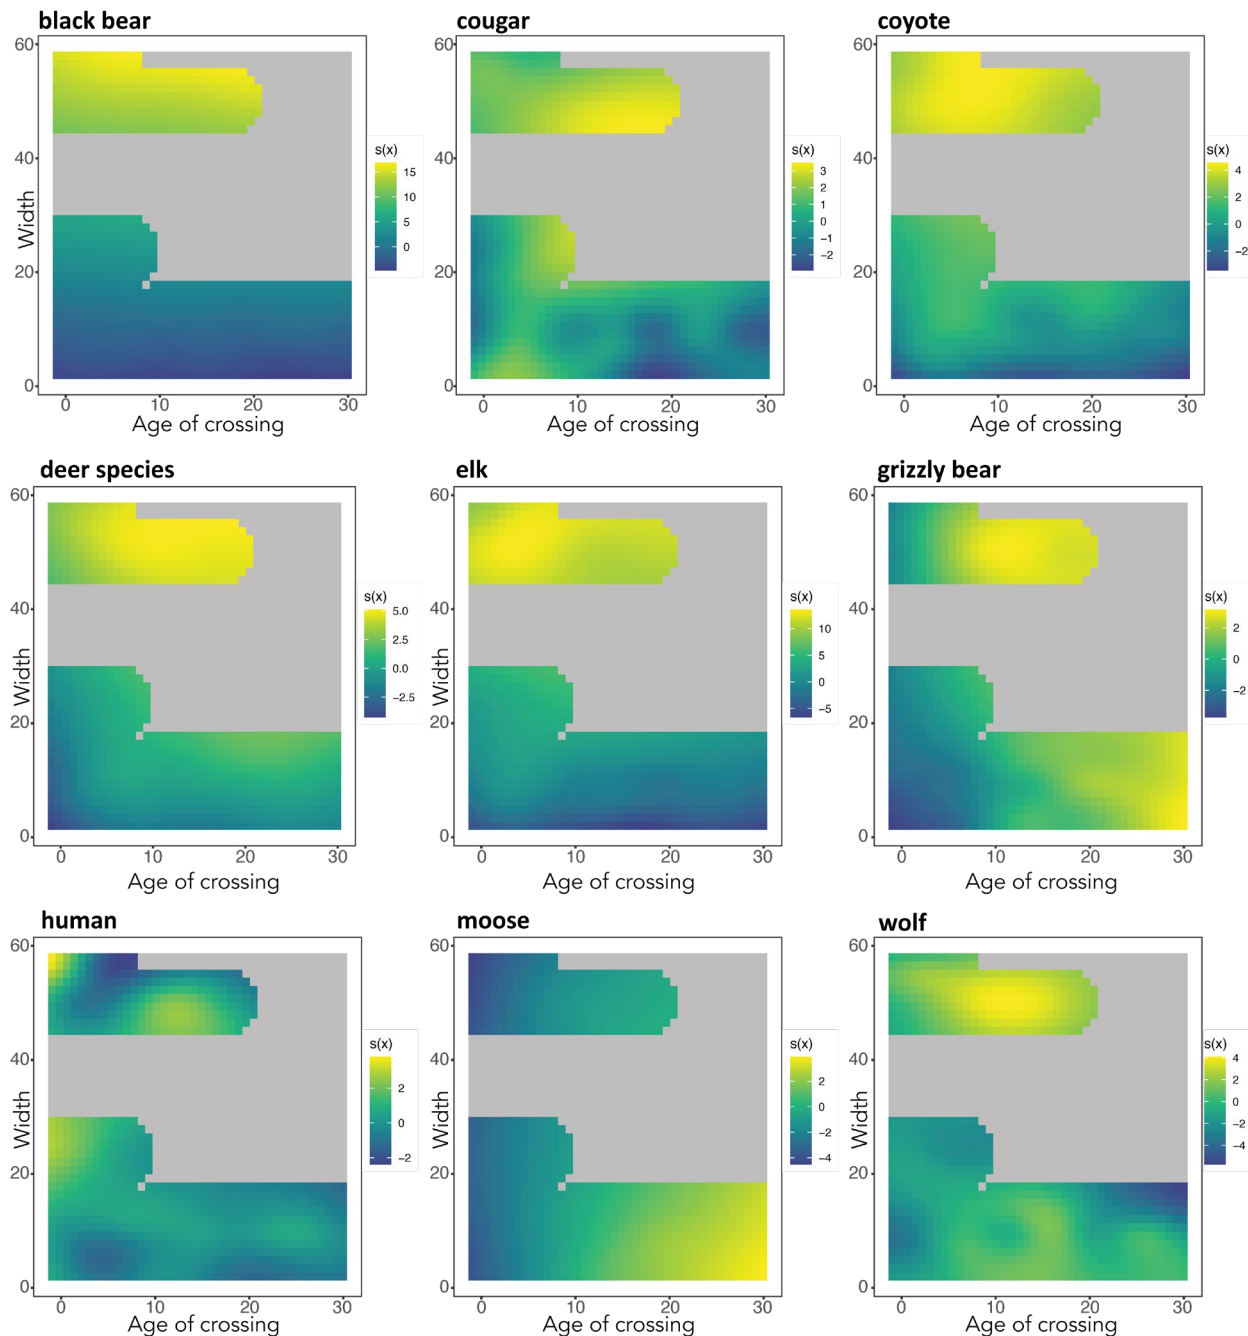 black bear
cougar
coyote
60
40
20
0
Width
0 10 20 30
Age of crossing
s(x)
15
10
5
0
60
40
20
0
0 10 20 30
Age of crossing
s(x)
3
2
1
0
−1
−2
60
40
20
0
0 10 20 30
Age of crossing
s(x)
4
2
0
−2
deer species
elk
grizzly bear
60
40
20
0
Width
0 10 20 30
Age of crossing
s(x)
5.0
2.5
0.0
−2.5
60
40
20
0
Width
0 10 20 30
Age of crossing
s(x)
10
5
0
−5
60
40
20
0
Width
0 10 20 30
Age of crossing
s(x)
2
0
−2
human
moose
wolf
60
40
20
0
Width
0 10 20 30
Age of crossing
s(x)
2
0
−2
60
40
20
0
Width
0 10 20 30
Age of crossing
s(x)
2
0
−2
−4
60
40
20
0
Width
0 10 20 30
Age of crossing
s(x)
4
2
0
−2
−4